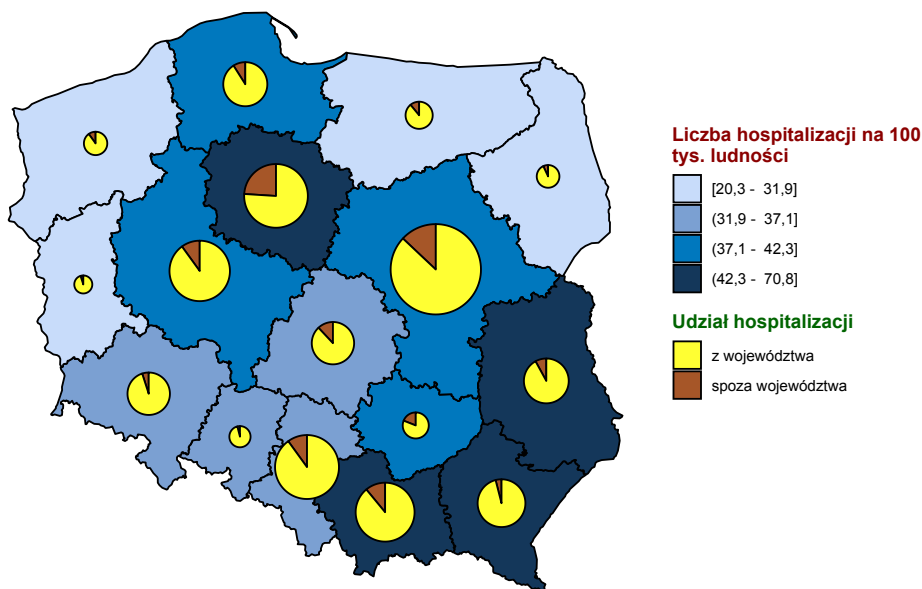 Liczba hospitalizacji na 100
tys. ludności
[20,3 - 31,9]
(31,9 - 37,1]
(37,1 - 42,3]
(42,3 - 70,8]
Udział hospitalizacji
z województwa
spoza województwa